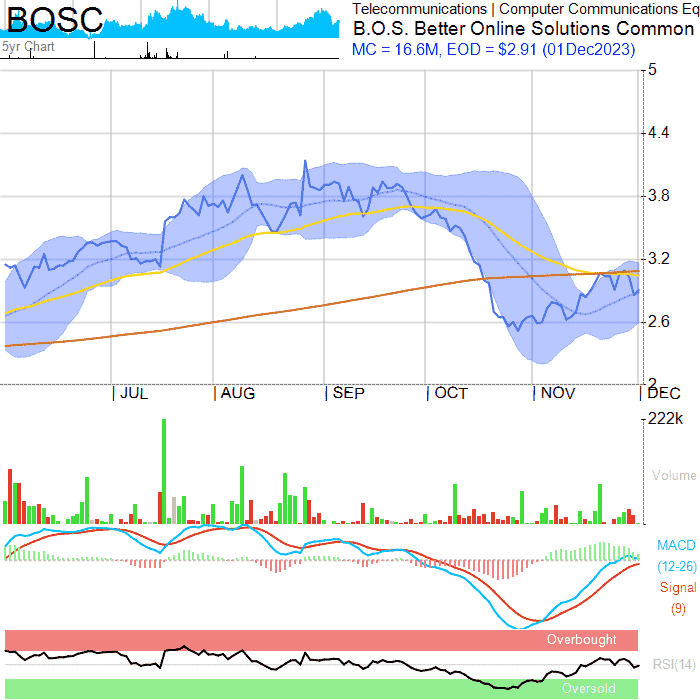 BOSC
5yr Chart
Telecommunications | Computer Communications Eq
B.O.S. Better Online Solutions Common
MC = 16.6M, EOD = $2.91 (01Dec2023)
5
4.4
3.8
3.2
2.6
2
JUL AUG SEP OCT NOV DEC
222k
Volume
MACD
(12-26)
Signal
(9)
Overbought
RSI(14)
Oversold